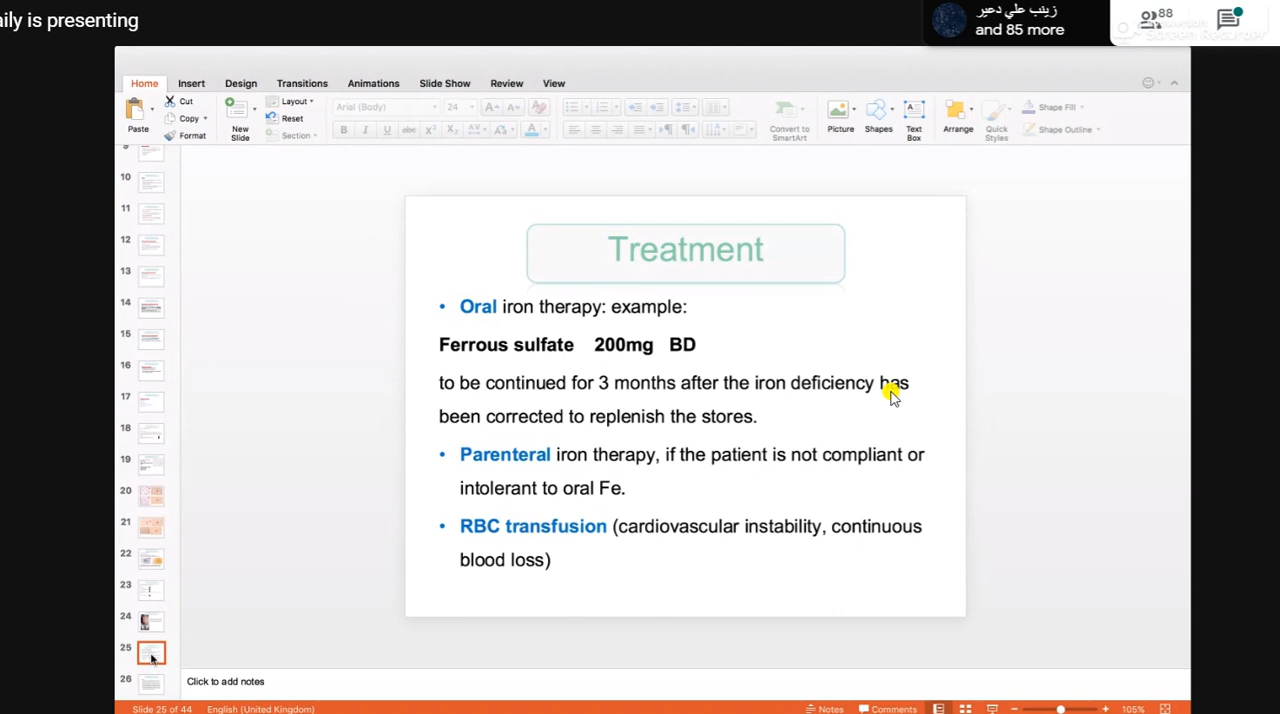 aily is presenting
زينب علي دعير
and 85 more
88
Screen Recorder
Home Insert Design Transitions Animations Slide Show Review View
Paste
Cut
Copy
Format
New Slide
Layout
Reset
Section
Arial (Body) 24
Convert to SmartArt
Picture
Shapes
Text Box
Arrange
Quick Styles
Shape Fill
Shape Outline
9
10
11
12
13
14
15
16
17
18
19
20
21
22
23
24
25
26
Treatment
• Oral iron therapy: example:
Ferrous sulfate 200mg BD
to be continued for 3 months after the iron deficiency has
been corrected to replenish the stores.
• Parenteral iron therapy, if the patient is not compliant or
intolerant to oral Fe.
• RBC transfusion (cardiovascular instability, continuous
blood loss)
Click to add notes
Slide 25 of 44 English (United Kingdom) Notes Comments 105%